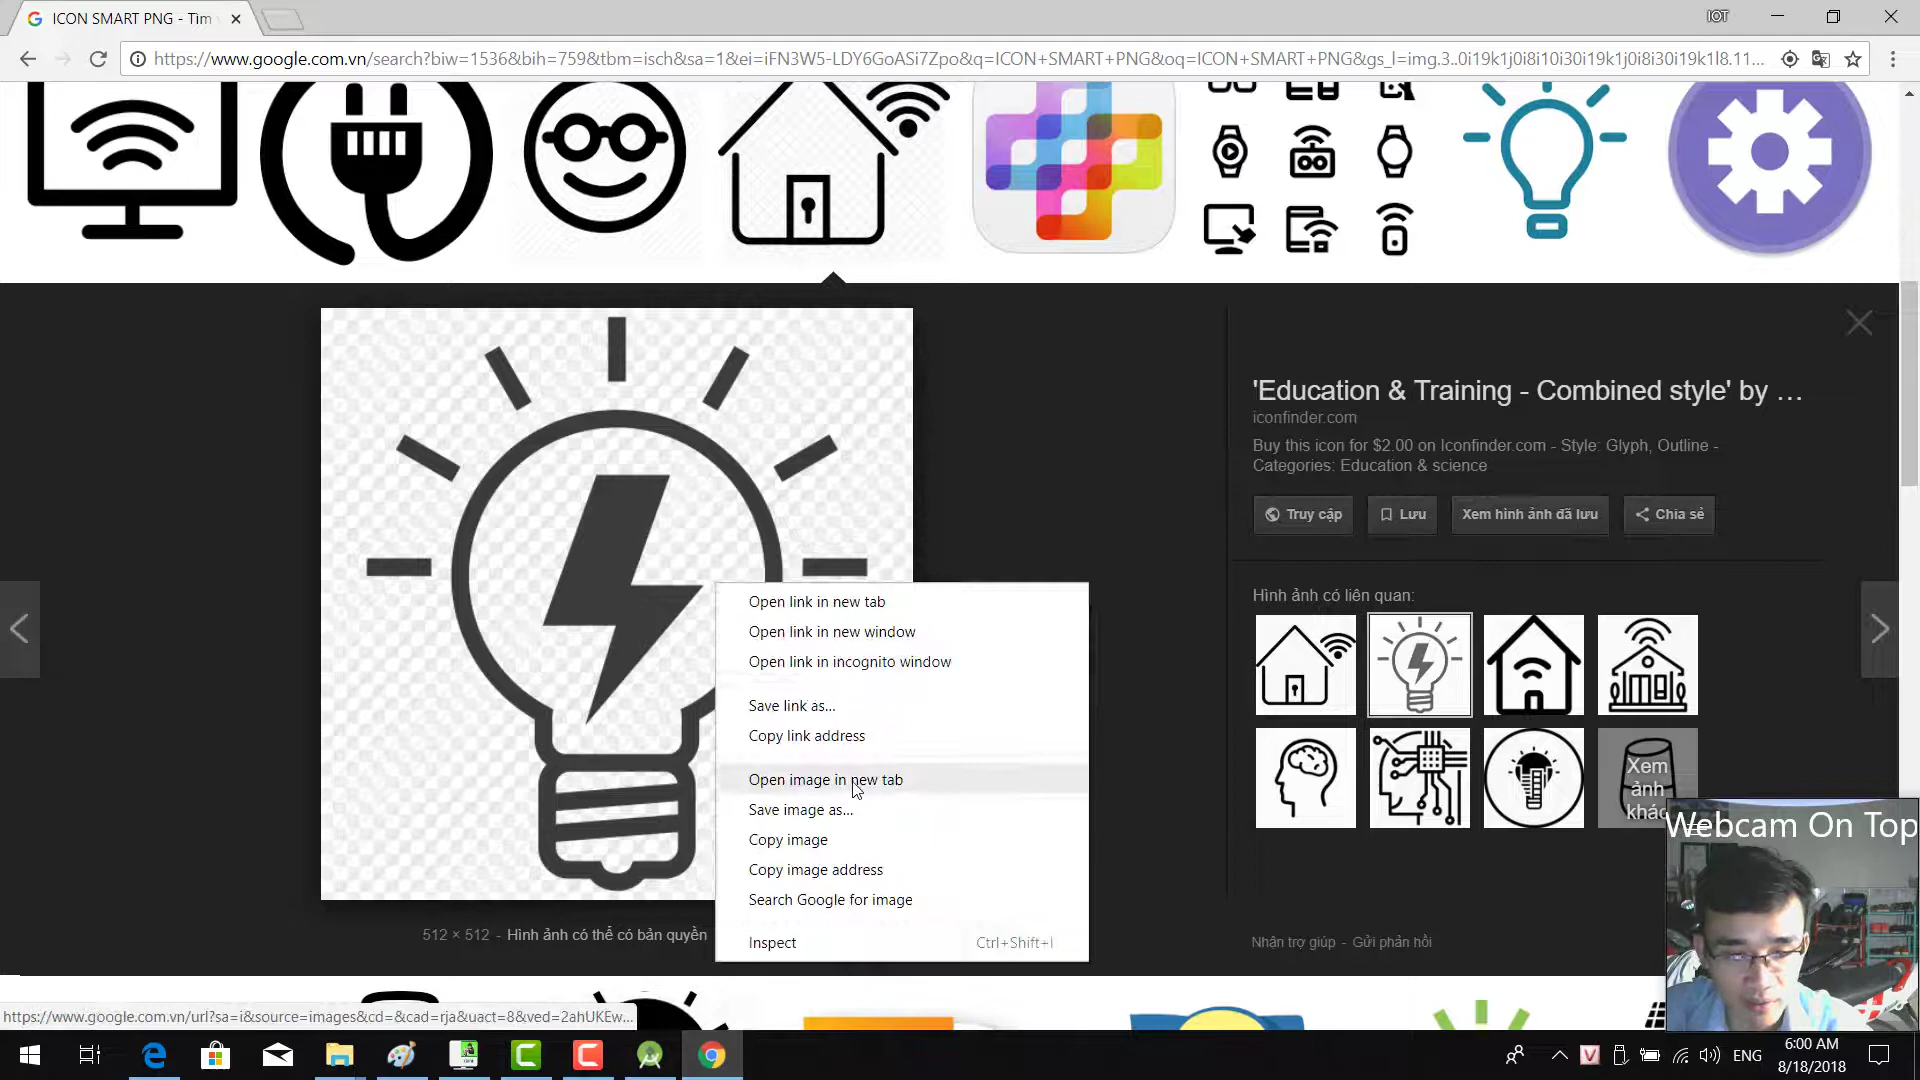 ICON SMART PNG - Tìm
IOT
https://www.google.com.vn/search?biw=1536&bih=759&tbm=isch&sa=1&ei=iFN3W5-LDY6GoASi7Zpo&q=ICON+SMART+PNG&oq=ICON+SMART+PNG&gs_l=img.3..0i19k1j0i8i10i30i19k1j0i8i30i19k1l8.11...
'Education & Training - Combined style' by ...
iconfinder.com
Buy this icon for $2.00 on Iconfinder.com - Style: Glyph, Outline -
Categories: Education & science
Truy cập
Lưu
Xem hình ảnh đã lưu
Chia sẻ
Hình ảnh có liên quan:
Xem
ảnh
khác
Open link in new tab
Open link in new window
Open link in incognito window
Save link as...
Copy link address
Open image in new tab
Save image as...
Copy image
Copy image address
Search Google for image
Inspect Ctrl+Shift+I
512 × 512 - Hình ảnh có thể có bản quyền
Nhận trợ giúp - Gửi phản hồi
Webcam On Top
https://www.google.com.vn/url?sa=i&source=images&cd=&cad=rja&uact=8&ved=2ahUKEw...
ENG
6:00 AM
8/18/2018